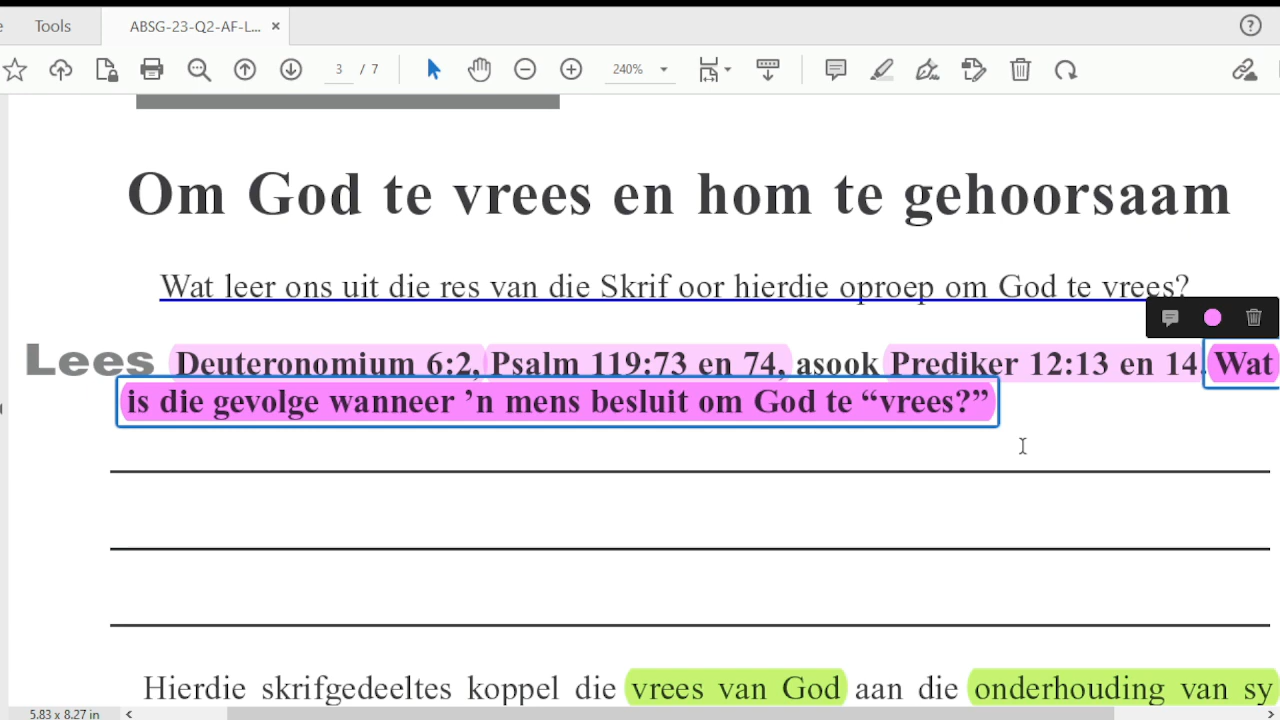 e Tools ABSG-23-Q2-AF-L... ×
3 / 7 240%
Om God te vrees en hom te gehoorsaam
Wat leer ons uit die res van die Skrif oor hierdie oproep om God te vrees?
Lees Deuteronomium 6:2, Psalm 119:73 en 74, asook Prediker 12:13 en 14. Wat
is die gevolge wanneer ’n mens besluit om God te “vrees?”
Hierdie skrifgedeeltes koppel die vrees van God aan die onderhouding van sy
5.83 x 8.27 in